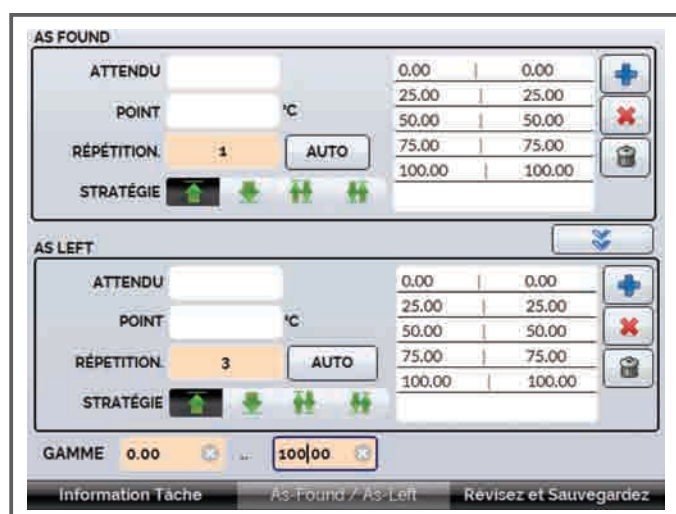 AS FOUND
ATTENDU
POINT °C
RÉPÉTITION. 1 AUTO
STRATÉGIE
0.00 | 0.00
25.00 | 25.00
50.00 | 50.00
75.00 | 75.00
100.00 | 100.00
AS LEFT
ATTENDU
POINT °C
RÉPETITION. 3 AUTO
STRATÉGIE
0.00 | 0.00
25.00 | 25.00
50.00 | 50.00
75.00 | 75.00
100.00 | 100.00
GAMME 0.00 ... 100.00
Information Tâche As-Found / As-Left Révisez et Sauvegardez